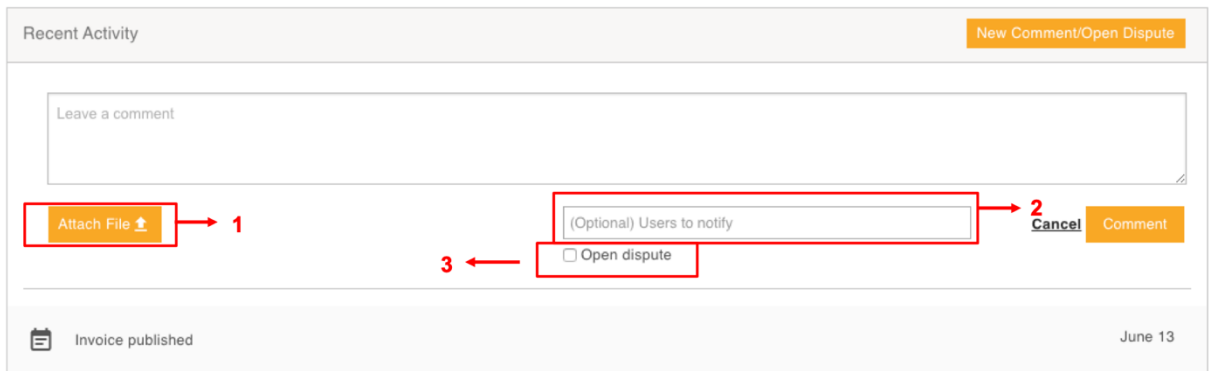 Recent Activity
New Comment/Open Dispute
Leave a comment
Attach File
1
(Optional) Users to notify
2
Cancel
Comment
Open dispute
3
Invoice published
June 13